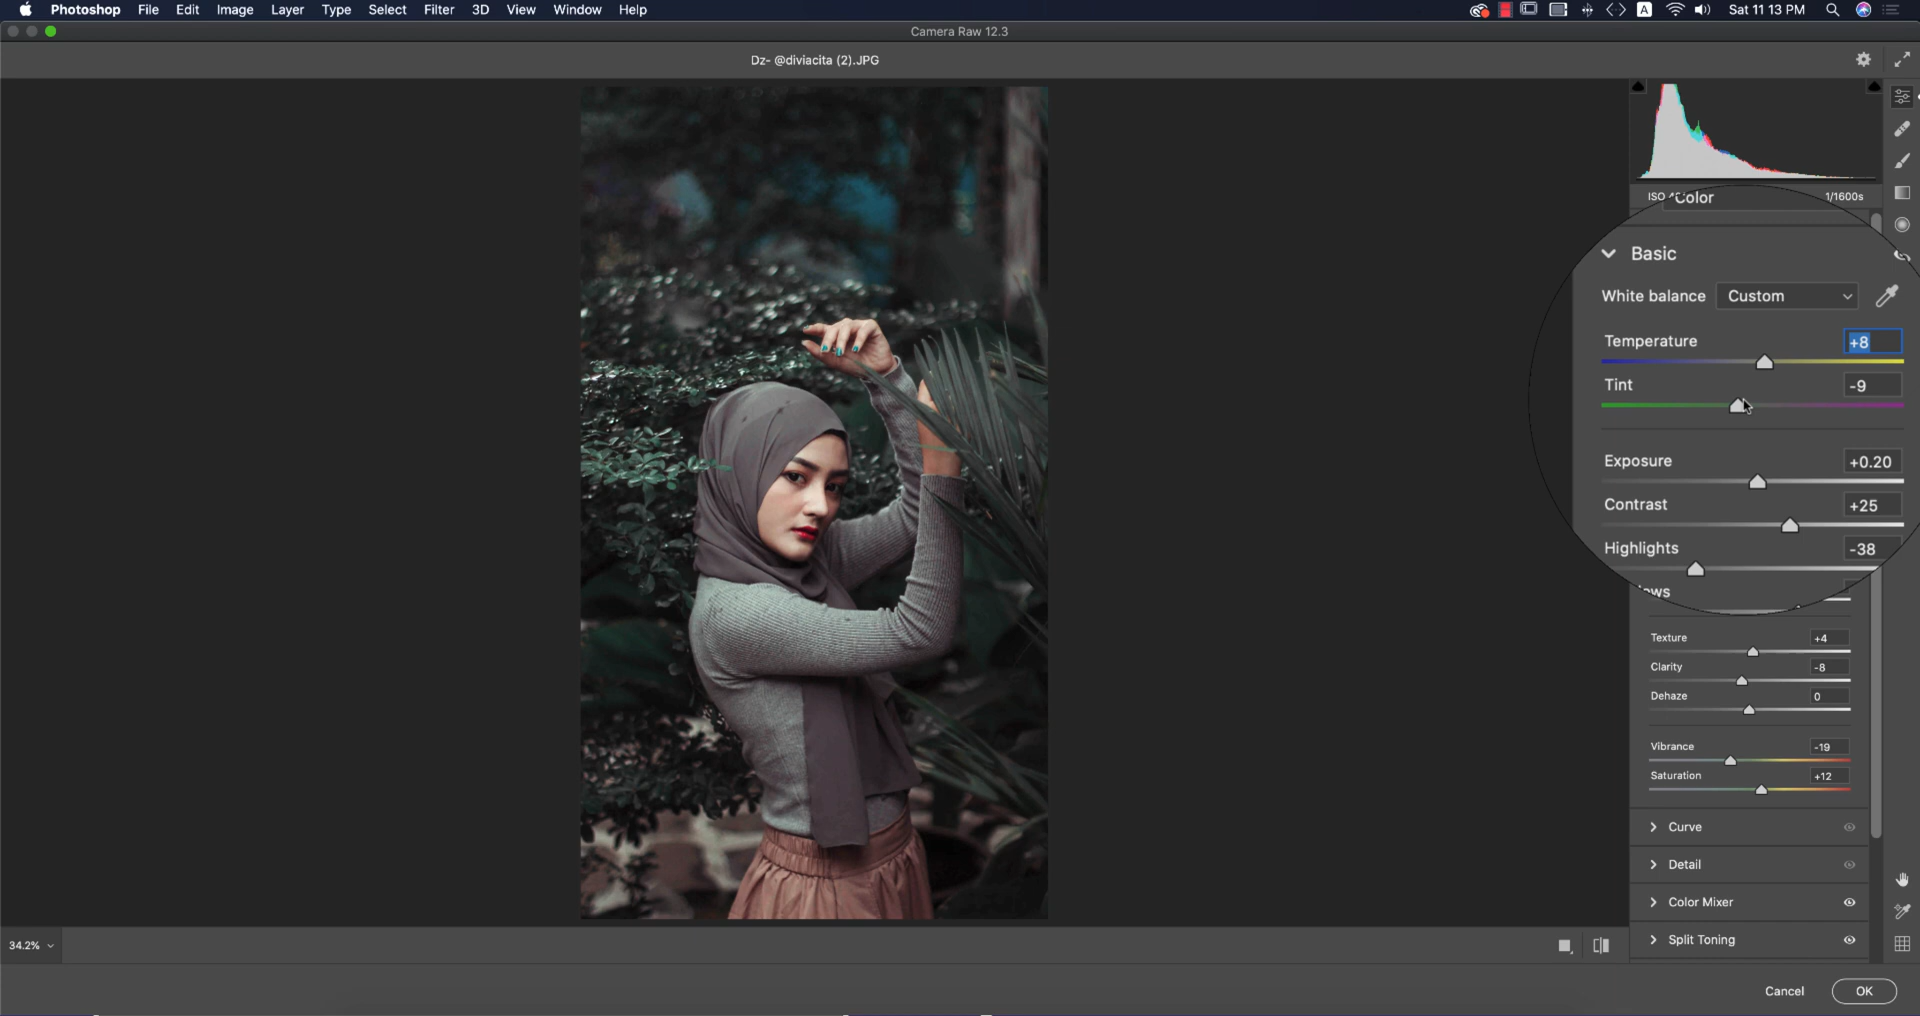 Photoshop File Edit Image Layer Type Select Filter 3D View Window Help
A Sat 11 13 PM
Camera Raw 12.3
Dz- @diviacita (2).JPG
1/1600s
Color
Basic
White balance Custom
Temperature +8
Tint -9
Exposure +0.20
Contrast +25
Highlights -38
Texture +4
Clarity -8
Dehaze 0
Vibrance -19
Saturation +12
Curve
Detail
Color Mixer
Split Toning
34.2%
Cancel OK